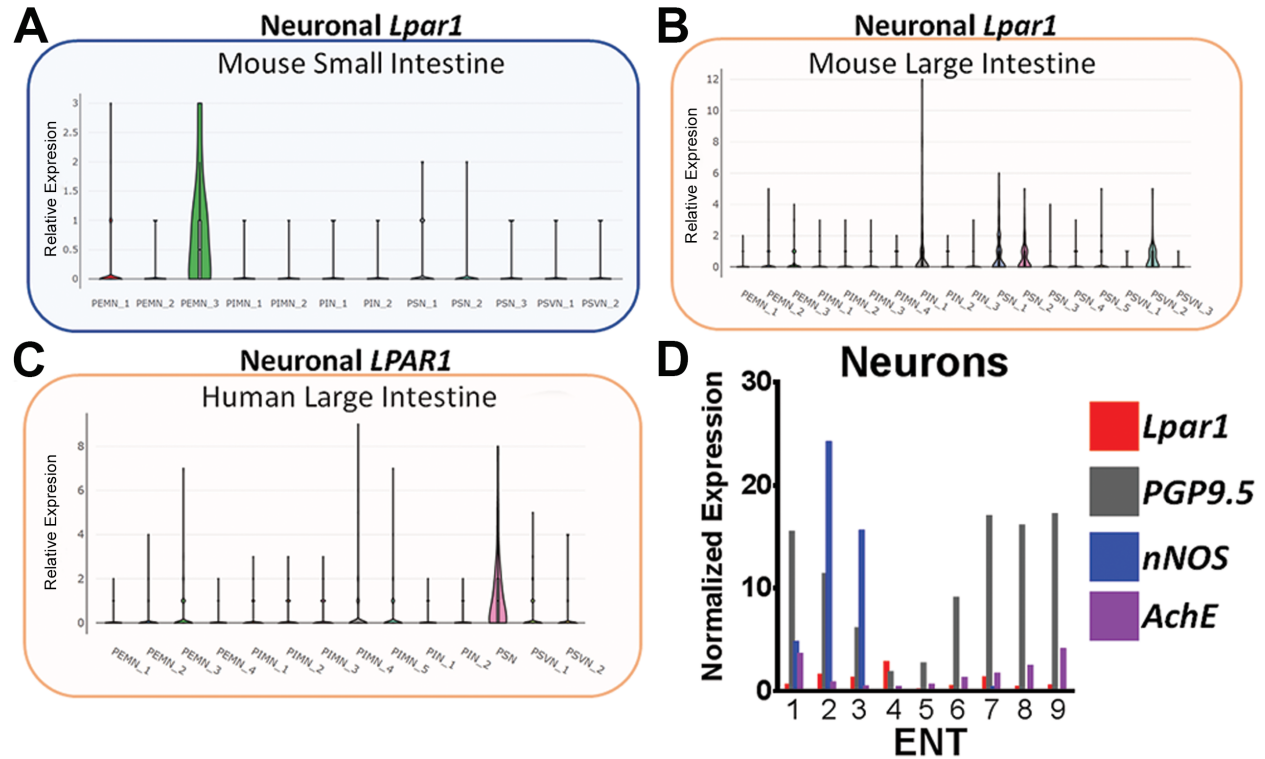 A
Neuronal Lpar1
Mouse Small Intestine
Relative Expresion
3
2.5
2
1.5
1
0.5
0
PEMN_1 PEMN_2 PEMN_3 PIMN_1 PIMN_2 PIN_1 PIN_2 PSN_1 PSN_2 PSN_3 PSVN_1 PSVN_2
B
Neuronal Lpar1
Mouse Large Intestine
Relative Expresion
12
10
8
6
4
2
0
PEMN_1 PEMN_2 PEMN_3 PIMN_1 PIMN_2 PIMN_3 PIMN_4 PIN_1 PIN_2 PIN_3 PSN_1 PSN_2 PSN_3 PSN_4 PSN_5 PSVN_1 PSVN_2 PSVN_3
C
Neuronal LPAR1
Human Large Intestine
Relative Expresion
8
6
4
2
0
PEMN_1 PEMN_2 PEMN_3 PEMN_4 PIMN_1 PIMN_2 PIMN_3 PIMN_4 PIMN_5 PIN_1 PIN_2 PSN PSVN_1 PSVN_2
D
Neurons
Normalized Expression
30
20
10
0
1 2 3 4 5 6 7 8 9
ENT
Lpar1
PGP9.5
nNOS
AchE